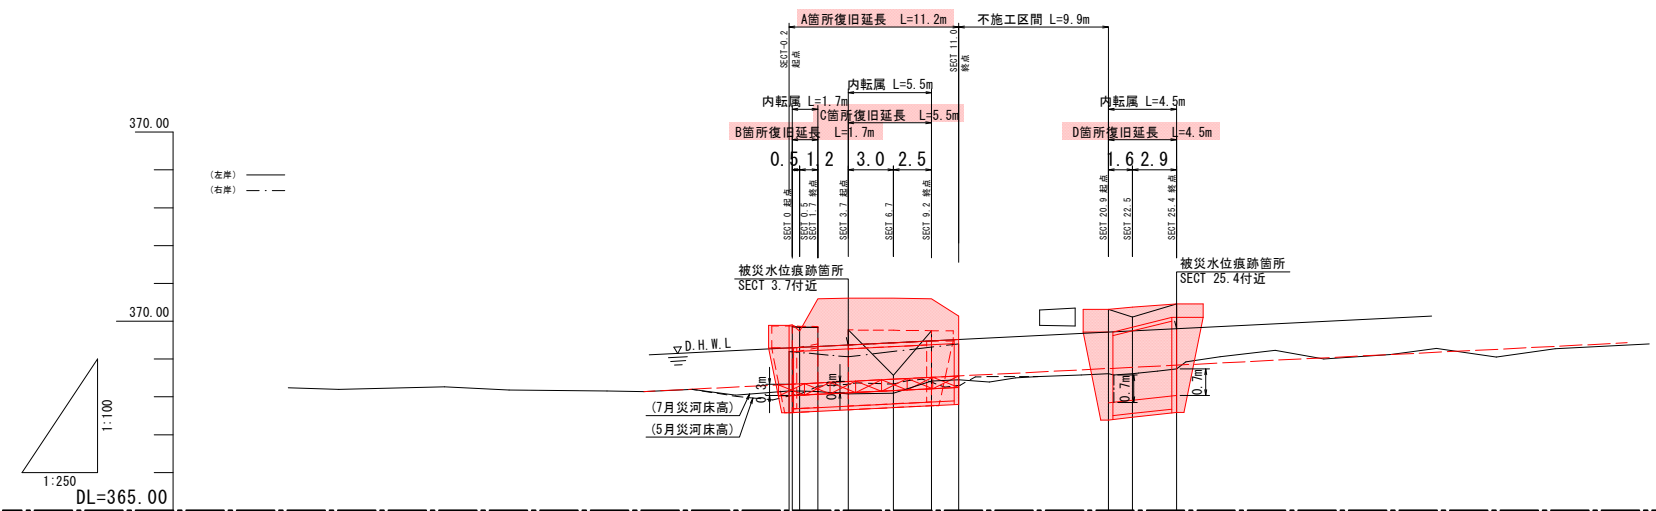 A箇所復旧延長 L=11.2m
不施工区間 L=9.9m
SECT-0.2
起点
SECT 11.0
終点
内転属 L=5.5m
内転属 L=1.7m
内転属 L=4.5m
C箇所復旧延長 L=5.5m
B箇所復旧延長 L=1.7m
D箇所復旧延長 L=4.5m
370.00
0.5
1.2
3.0
2.5
1.6
2.9
(左岸)
(右岸)
SECT 0 起点
SECT 0.5
SECT 1.7 終点
SECT 3.7 起点
SECT 6.7
SECT 9.2 終点
SECT 20.9 起点
SECT 22.5
SECT 25.4 終点
被災水位痕跡箇所
SECT 3.7付近
被災水位痕跡箇所
SECT 25.4付近
370.00
D.H.W.L
0.3m
0.7m
0.7m
(7月災河床高)
(5月災河床高)
1:100
1:250
DL=365.00